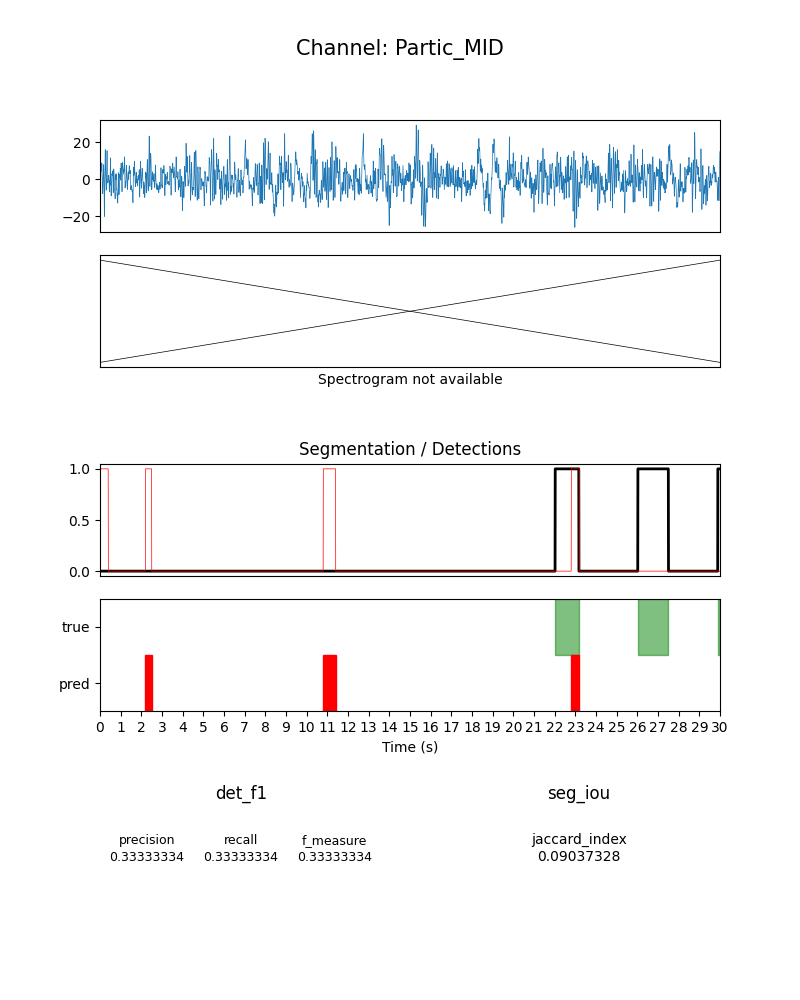 Channel: Partic_MID
20
0
−20
Spectrogram not available
Segmentation / Detections
1.0
0.5
0.0
true
pred
0 1 2 3 4 5 6 7 8 9 10 11 12 13 14 15 16 17 18 19 20 21 22 23 24 25 26 27 28 29 30
Time (s)
det_f1 seg_iou
precision recall f_measure jaccard_index
0.33333334 0.33333334 0.33333334 0.09037328